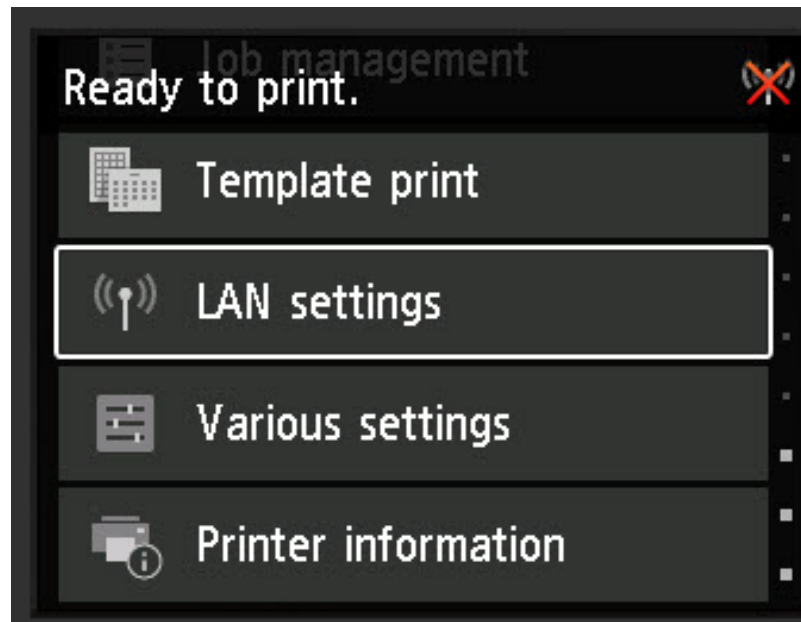 Job management
Ready to print.
Template print
LAN settings
Various settings
Printer information